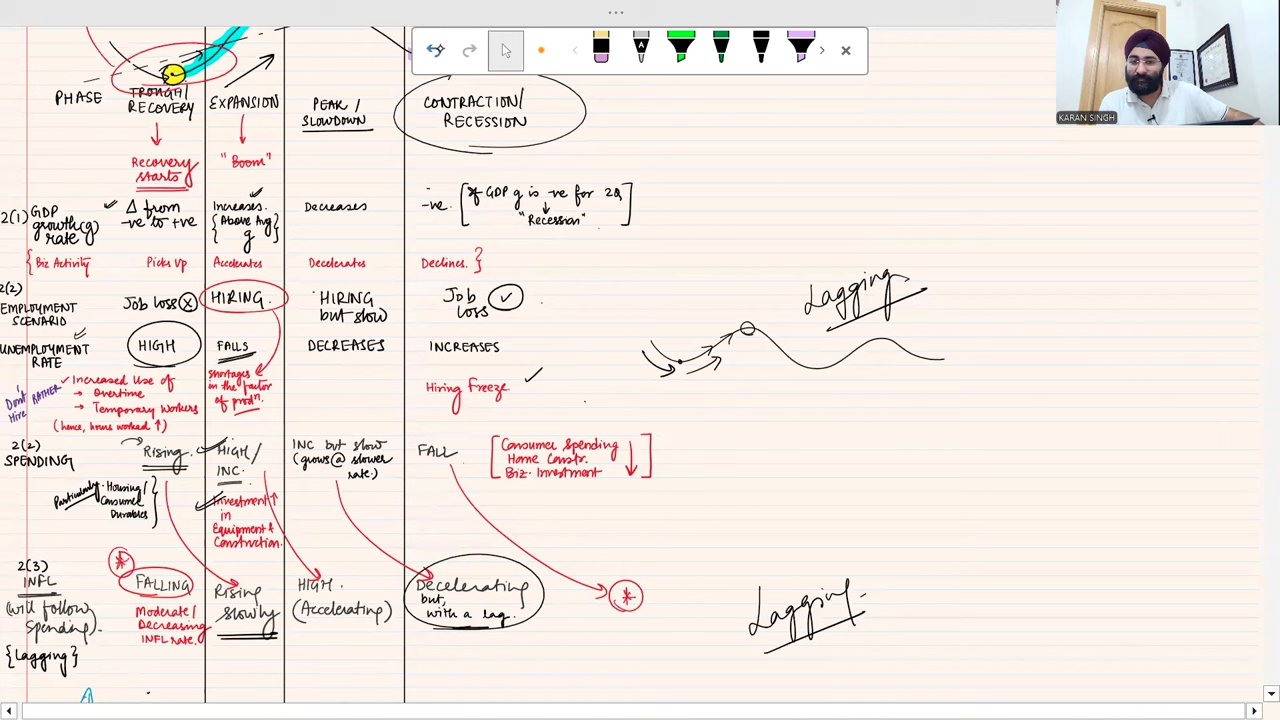 KARAN SINGH
PHASE
TROUGH/
RECOVERY
EXPANSION
PEAK /
SLOWDOWN
CONTRACTION/
RECESSION
Recovery
starts
"Boom"
2(1) GDP
growth(g)
rate
Δ from
-ve to +ve
Increases.
{Above Avg}
g
Decreases
-ve. [If GDP g is -ve for 2Q]
"Recession"
{Biz Activity
Picks Up
Accelerates
Decelerates
Declines. }
2(2)
EMPLOYMENT
SCENARIO
Job loss
HIRING.
HIRING
but slow
Job
loss
UNEMPLOYMENT
RATE
HIGH
FALLS
DECREASES
INCREASES
Don't
Hire
RATHER
Increased Use of
→ Overtime
→ Temporary Workers
(hence, hours worked ↑)
Shortages
in the factor
of prodn.
Hiring Freeze
2(2)
SPENDING
Rising.
HIGH/
INC.
INC but slow
(grows @ slower
rate.)
FALL
[Consumer Spending
Home Constr.
Biz. Investment ↓]
Particularly Housing/
Consumer
Durables
Investment ↑
in
Equipment &
Construction.
2(3)
INFL
(will follow
Spending).
{Lagging}
*
FALLING
Moderate/
Decreasing
INFL rate.
Rising
Slowly
HIGH.
(Accelerating)
Decelerating
but,
with a lag.
*
Lagging
Lagging.